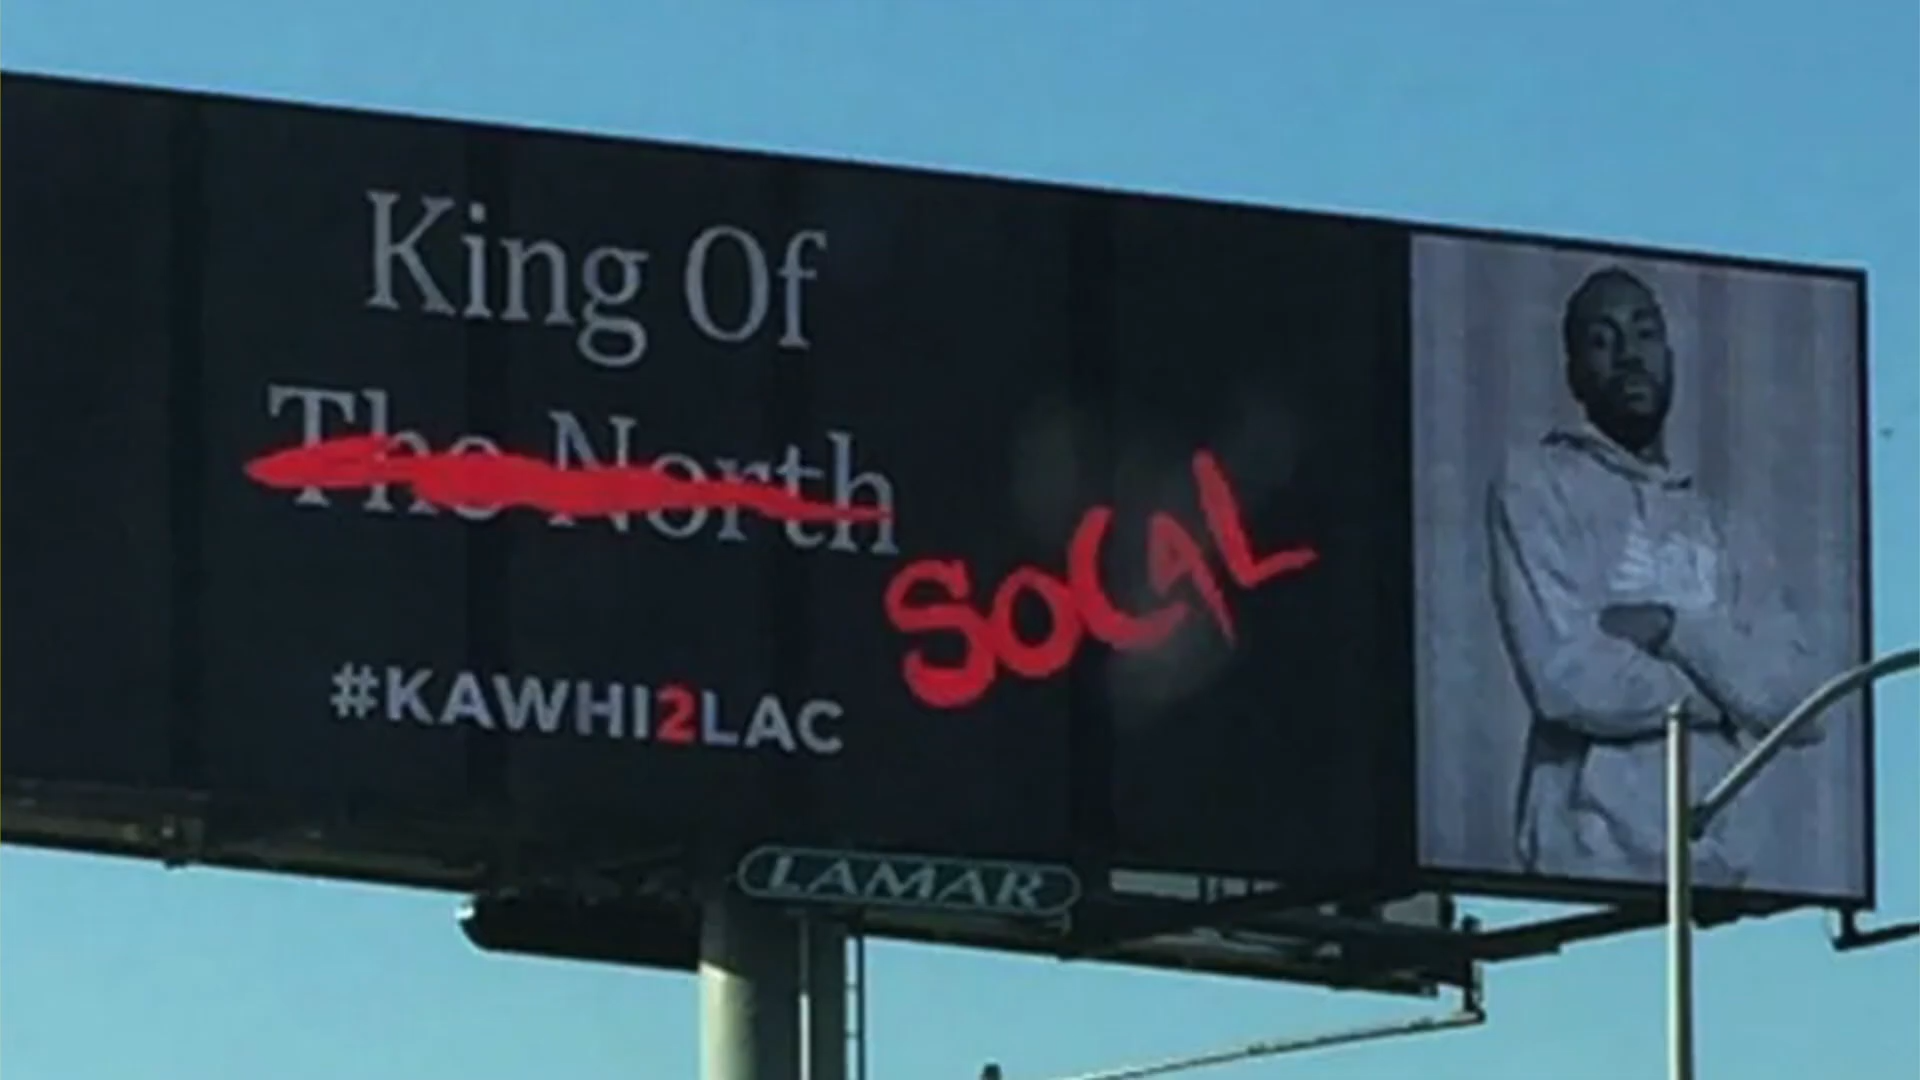 King Of
The North
SOCAL
#KAWHI2LAC
LAMAR